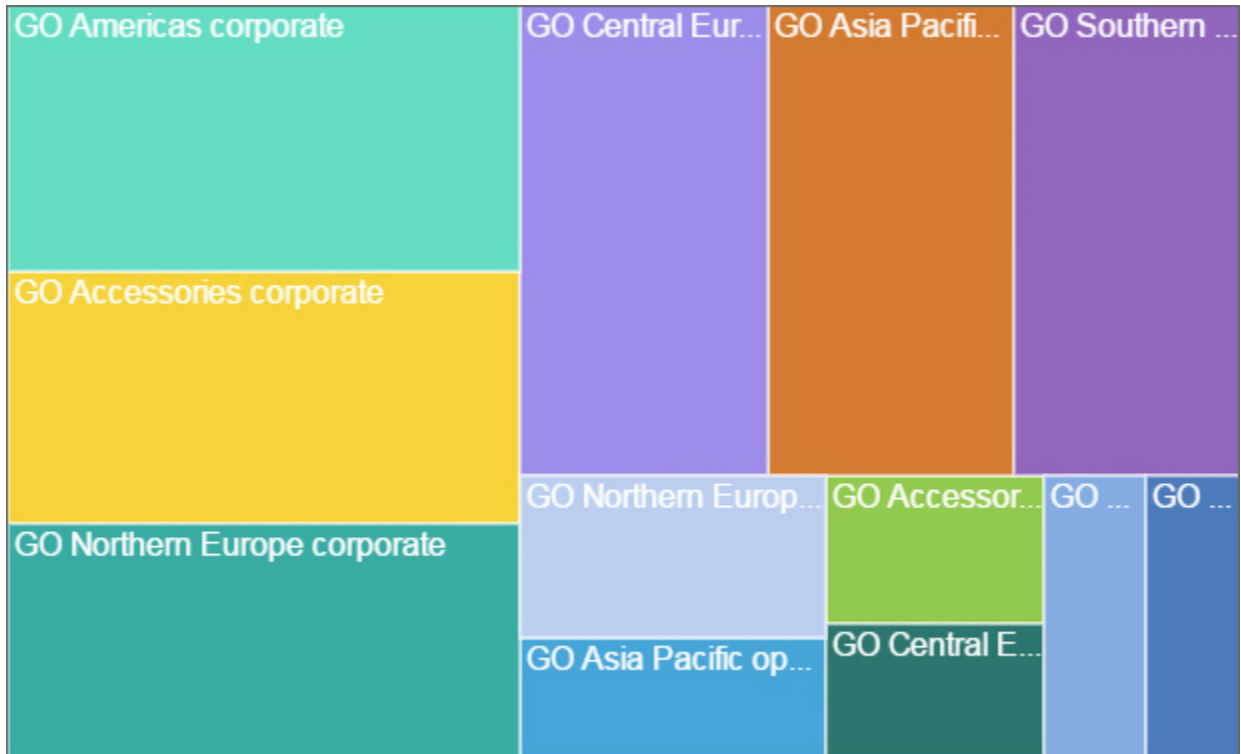 GO Americas corporate
GO Central Eur...
GO Asia Pacifi...
GO Southern ...
GO Accessories corporate
GO Northern Europe corporate
GO Northern Europ...
GO Accessor...
GO ...
GO ...
GO Asia Pacific op...
GO Central E...